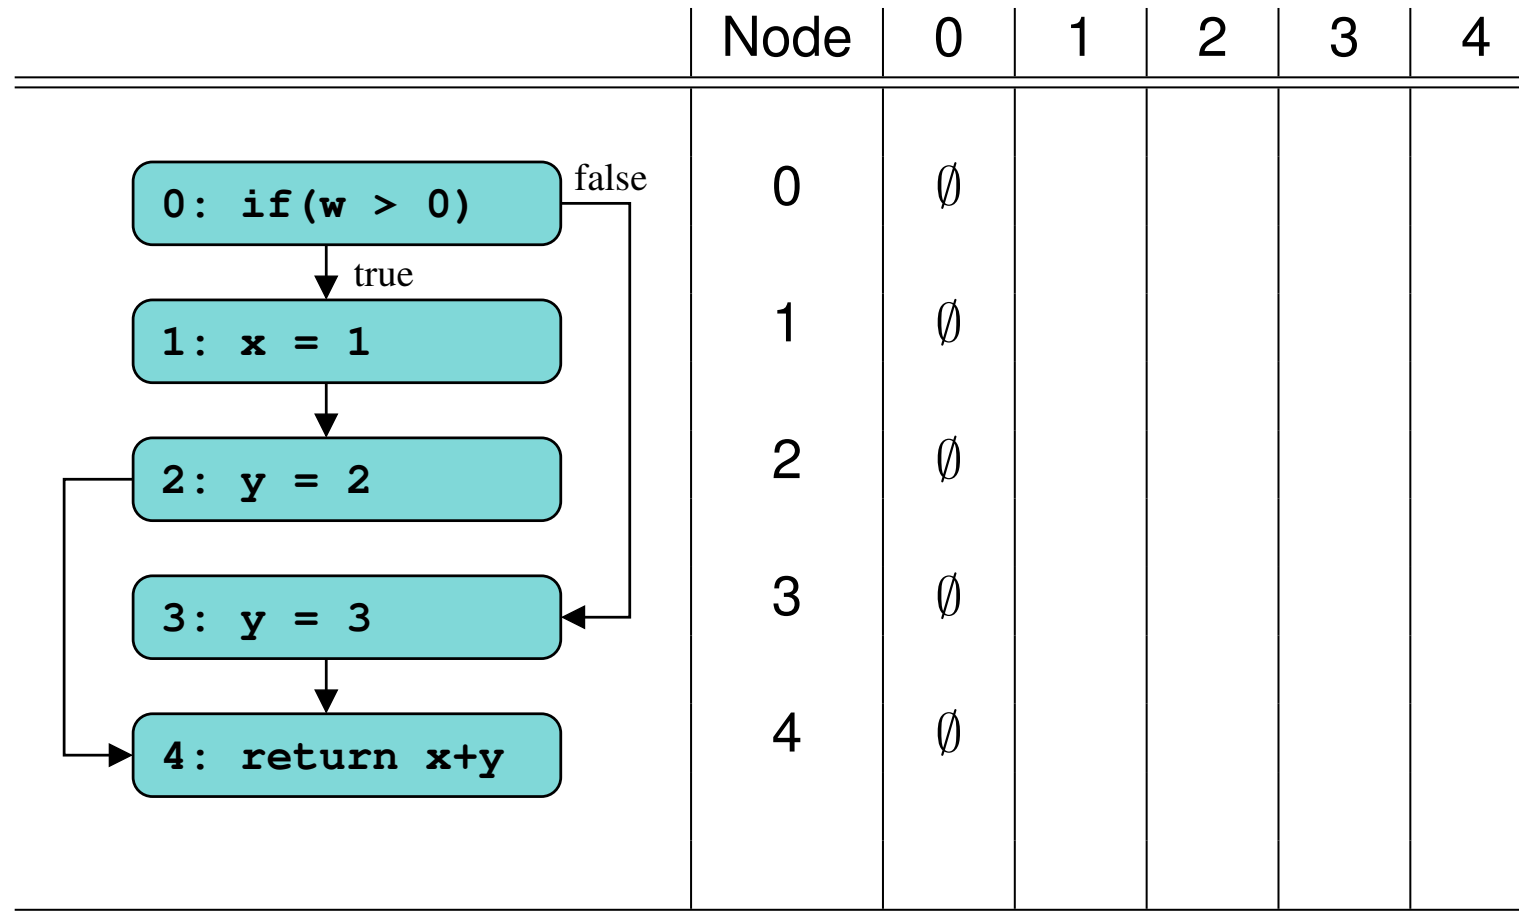 Node 0 1 2 3 4
0: if(w > 0) false 0 ∅
true
1: x = 1 1 ∅
2: y = 2 2 ∅
3: y = 3 3 ∅
4: return x+y 4 ∅